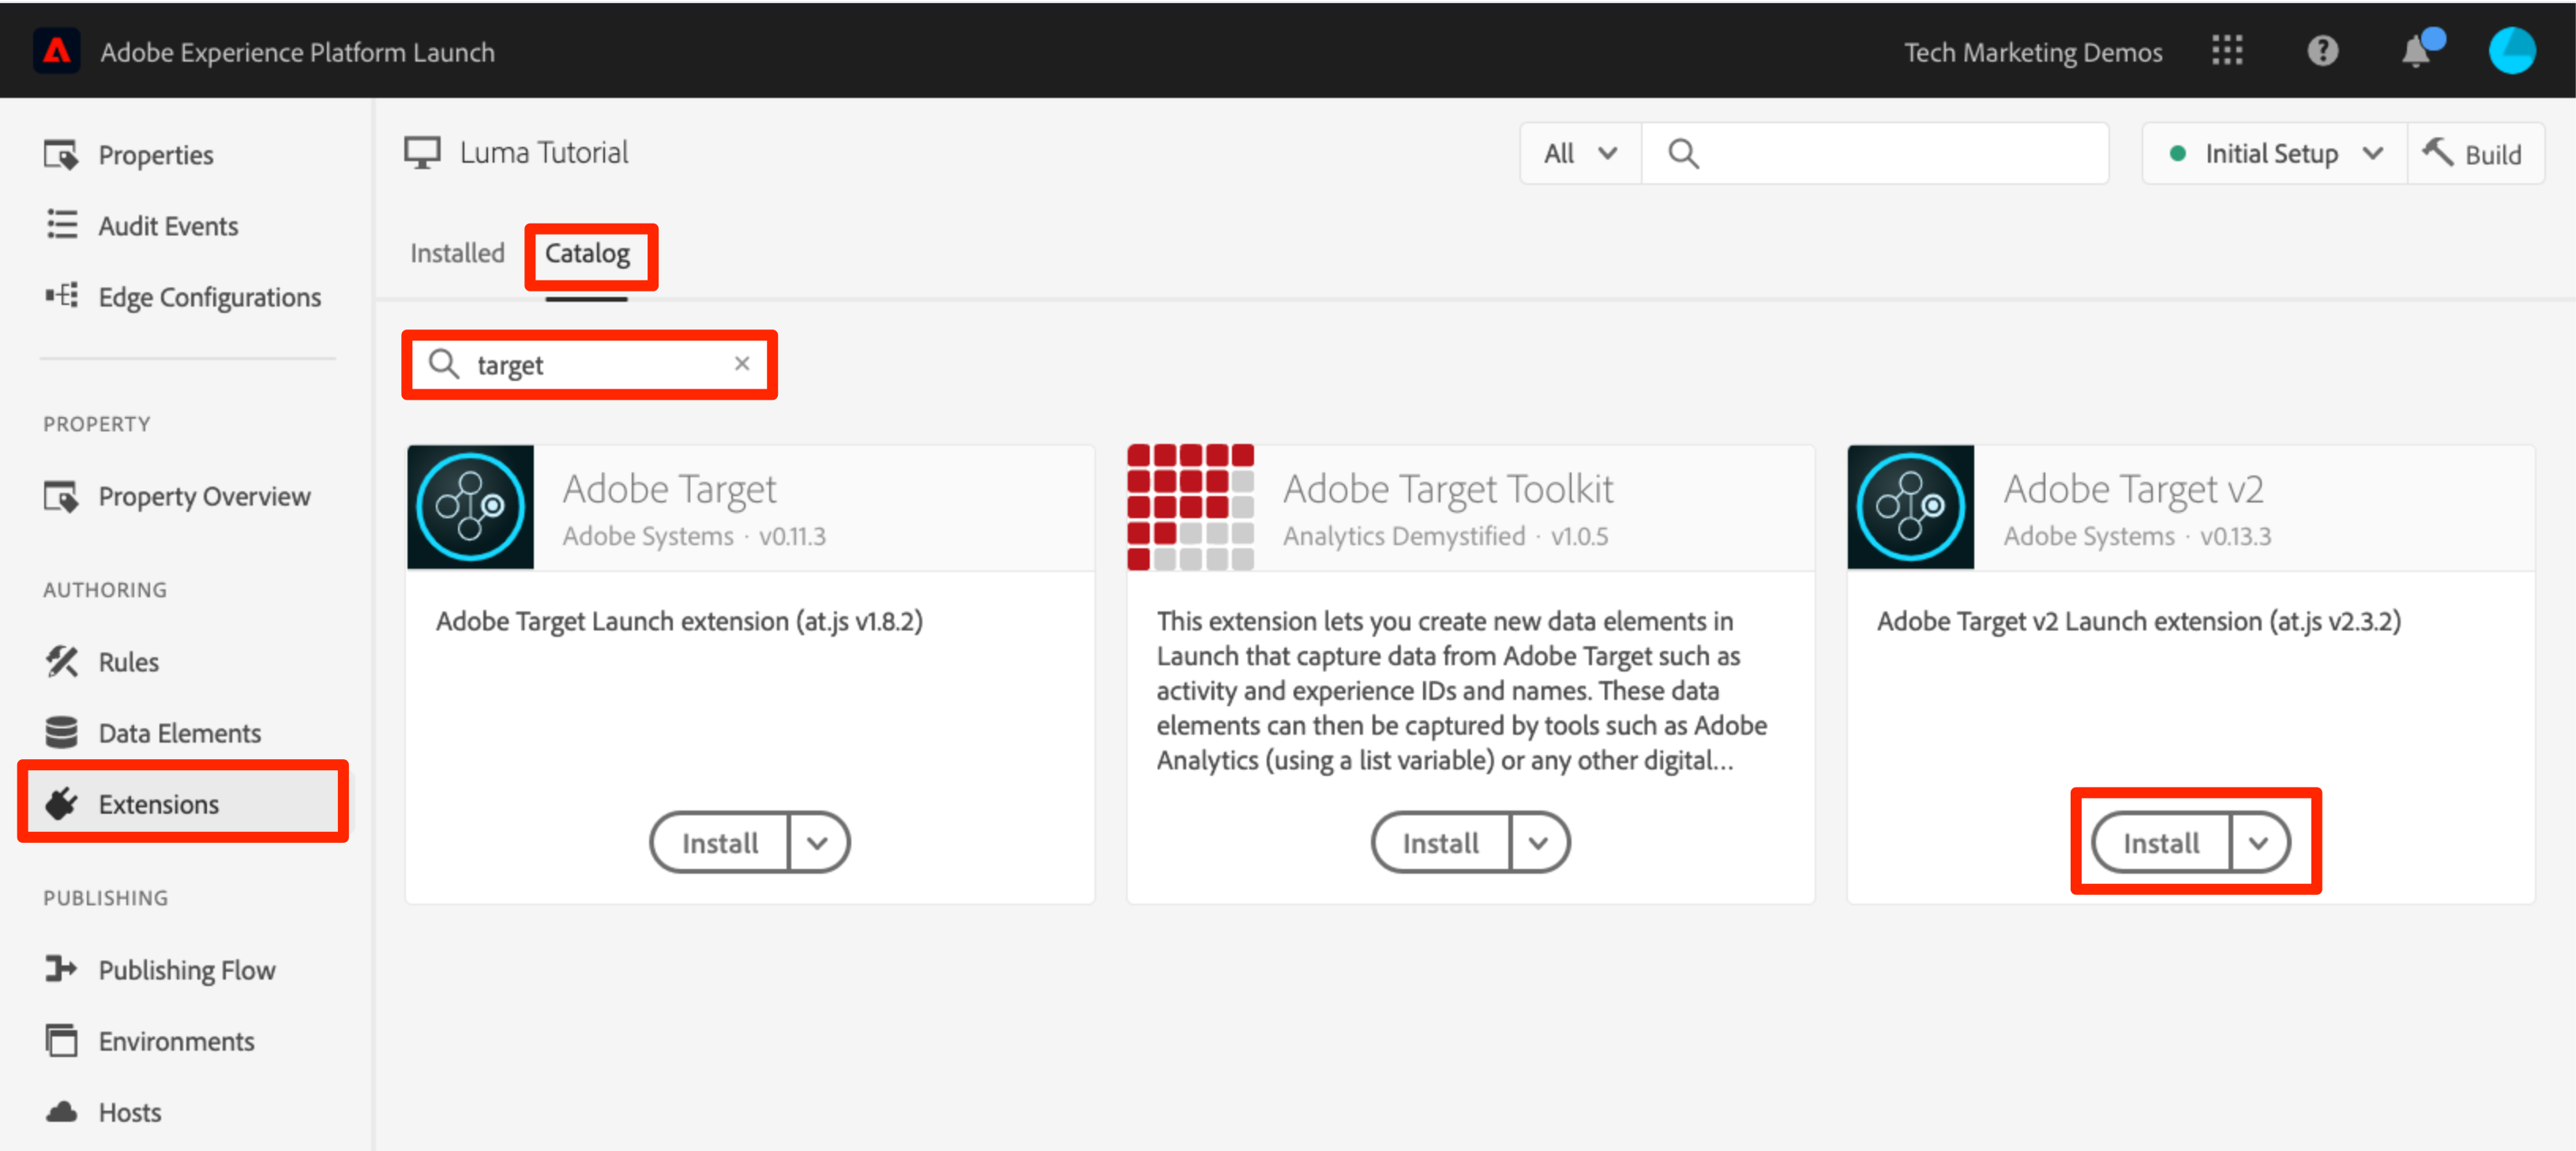 Adobe Experience Platform Launch
Tech Marketing Demos
Properties
Audit Events
Edge Configurations
PROPERTY
Property Overview
AUTHORING
Rules
Data Elements
Extensions
PUBLISHING
Publishing Flow
Environments
Hosts
Luma Tutorial
All
Initial Setup
Build
Installed
Catalog
target
Adobe Target
Adobe Systems · v0.11.3
Adobe Target Launch extension (at.js v1.8.2)
Install
Adobe Target Toolkit
Analytics Demystified · v1.0.5
This extension lets you create new data elements in
Launch that capture data from Adobe Target such as
activity and experience IDs and names. These data
elements can then be captured by tools such as Adobe
Analytics (using a list variable) or any other digital...
Install
Adobe Target v2
Adobe Systems · v0.13.3
Adobe Target v2 Launch extension (at.js v2.3.2)
Install